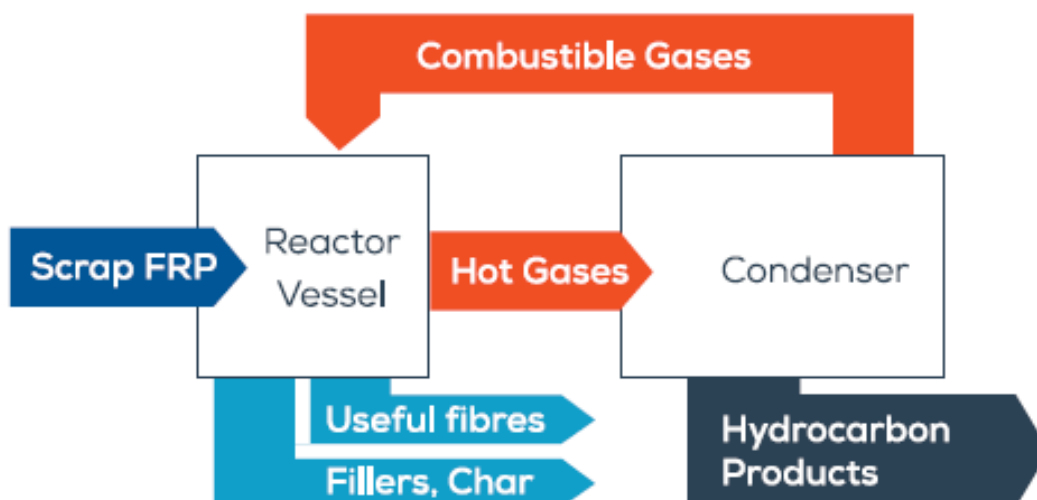 Combustible Gases
Scrap FRP
Reactor
Vessel
Hot Gases
Condenser
Useful fibres
Fillers, Char
Hydrocarbon
Products